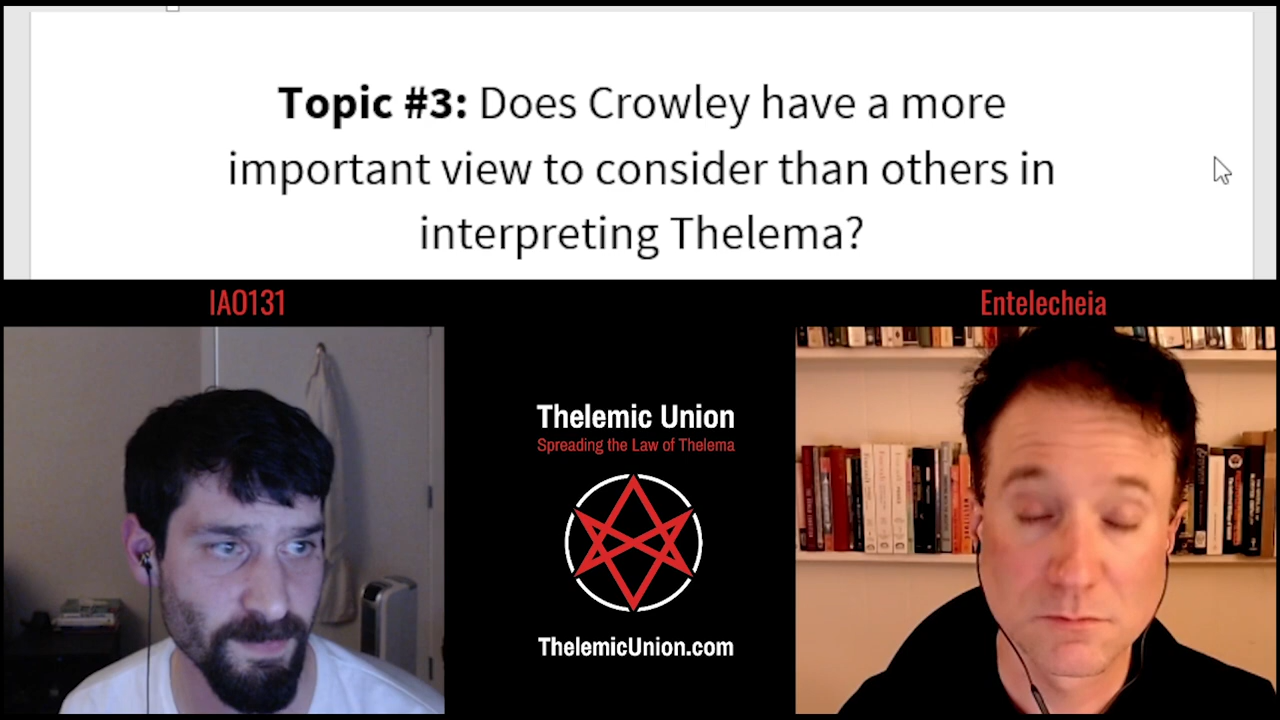 Topic #3: Does Crowley have a more
important view to consider than others in
interpreting Thelema?
IAO131
Entelecheia
Thelemic Union
Spreading the Law of Thelema
ThelemicUnion.com